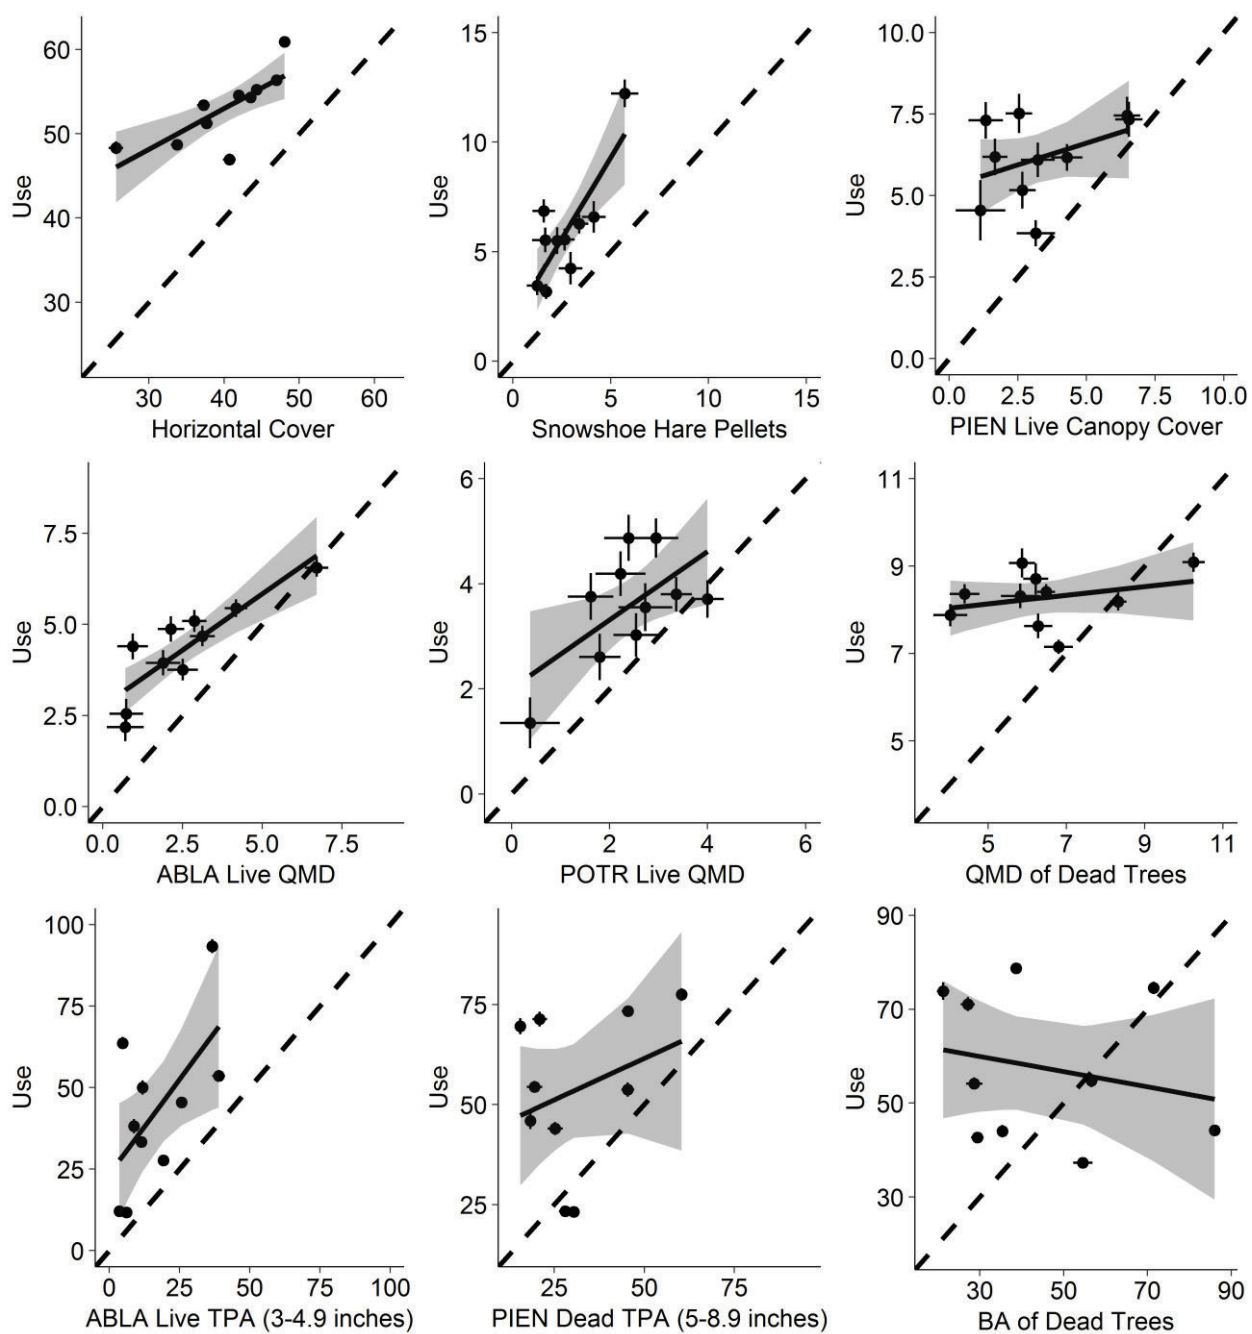 60
50
40
30
Use
30 40 50 60
Horizontal Cover
15
10
5
0
Use
0 5 10 15
Snowshoe Hare Pellets
10.0
7.5
5.0
2.5
0.0
Use
0.0 2.5 5.0 7.5 10.0
PIEN Live Canopy Cover
7.5
5.0
2.5
0.0
Use
0.0 2.5 5.0 7.5
ABLA Live QMD
6
4
2
0
Use
0 2 4 6
POTR Live QMD
11
9
7
5
Use
5 7 9 11
QMD of Dead Trees
100
75
50
25
0
Use
0 25 50 75 100
ABLA Live TPA (3-4.9 inches)
75
50
25
Use
25 50 75
PIEN Dead TPA (5-8.9 inches)
90
70
50
30
Use
30 50 70 90
BA of Dead Trees